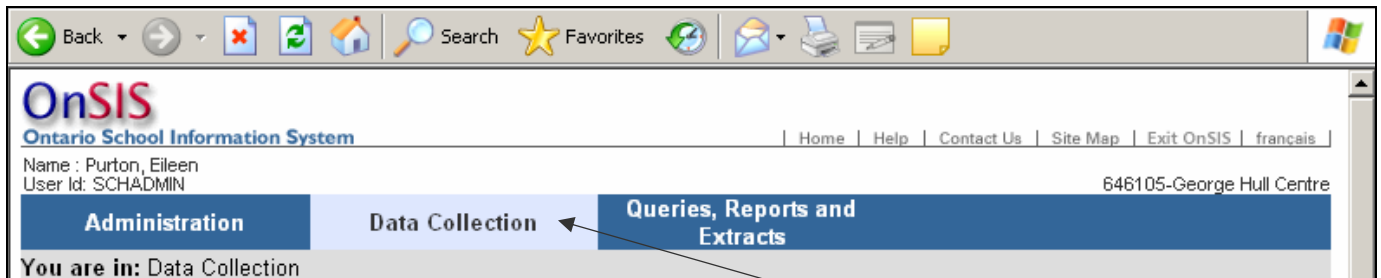 Back Search Favorites
OnSIS
Ontario School Information System | Home | Help | Contact Us | Site Map | Exit OnSIS | français |
Name : Purton, Eileen
User Id: SCHADMIN 646105-George Hull Centre
Administration Data Collection Queries, Reports and
Extracts
You are in: Data Collection